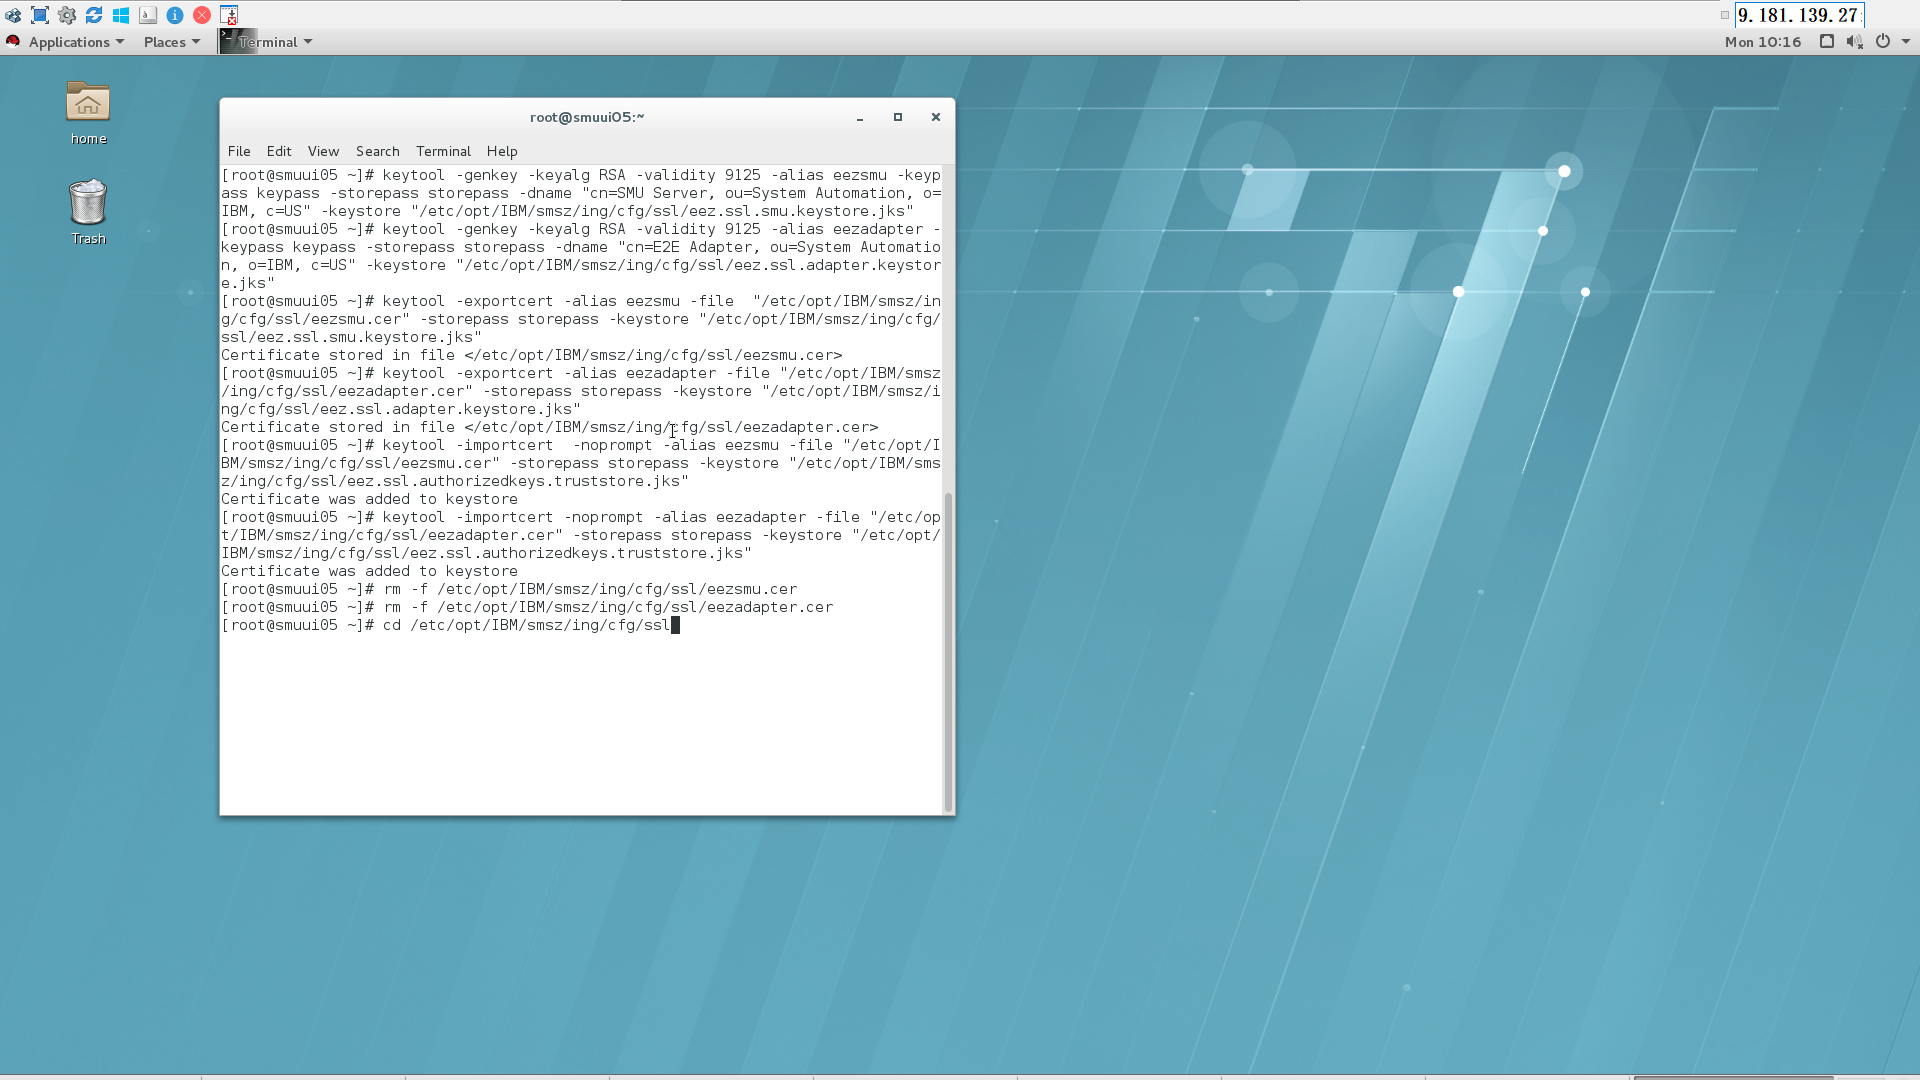 9.181.139.27
Applications Places Terminal Mon 10:16
home
Trash
root@smuui05:~
File Edit View Search Terminal Help
[root@smuui05 ~]# keytool -genkey -keyalg RSA -validity 9125 -alias eezsmu -keyp
ass keypass -storepass storepass -dname "cn=SMU Server, ou=System Automation, o=
IBM, c=US" -keystore "/etc/opt/IBM/smsz/ing/cfg/ssl/eez.ssl.smu.keystore.jks"
[root@smuui05 ~]# keytool -genkey -keyalg RSA -validity 9125 -alias eezadapter -
keypass keypass -storepass storepass -dname "cn=E2E Adapter, ou=System Automatio
n, o=IBM, c=US" -keystore "/etc/opt/IBM/smsz/ing/cfg/ssl/eez.ssl.adapter.keystor
e.jks"
[root@smuui05 ~]# keytool -exportcert -alias eezsmu -file  "/etc/opt/IBM/smsz/in
g/cfg/ssl/eezsmu.cer" -storepass storepass -keystore "/etc/opt/IBM/smsz/ing/cfg/
ssl/eez.ssl.smu.keystore.jks"
Certificate stored in file </etc/opt/IBM/smsz/ing/cfg/ssl/eezsmu.cer>
[root@smuui05 ~]# keytool -exportcert -alias eezadapter -file "/etc/opt/IBM/smsz
/ing/cfg/ssl/eezadapter.cer" -storepass storepass -keystore "/etc/opt/IBM/smsz/i
ng/cfg/ssl/eez.ssl.adapter.keystore.jks"
Certificate stored in file </etc/opt/IBM/smsz/ing/cfg/ssl/eezadapter.cer>
[root@smuui05 ~]# keytool -importcert  -noprompt -alias eezsmu -file "/etc/opt/I
BM/smsz/ing/cfg/ssl/eezsmu.cer" -storepass storepass -keystore "/etc/opt/IBM/sms
z/ing/cfg/ssl/eez.ssl.authorizedkeys.truststore.jks"
Certificate was added to keystore
[root@smuui05 ~]# keytool -importcert -noprompt -alias eezadapter -file "/etc/op
t/IBM/smsz/ing/cfg/ssl/eezadapter.cer" -storepass storepass -keystore "/etc/opt/
IBM/smsz/ing/cfg/ssl/eez.ssl.authorizedkeys.truststore.jks"
Certificate was added to keystore
[root@smuui05 ~]# rm -f /etc/opt/IBM/smsz/ing/cfg/ssl/eezsmu.cer
[root@smuui05 ~]# rm -f /etc/opt/IBM/smsz/ing/cfg/ssl/eezadapter.cer
[root@smuui05 ~]# cd /etc/opt/IBM/smsz/ing/cfg/ssl